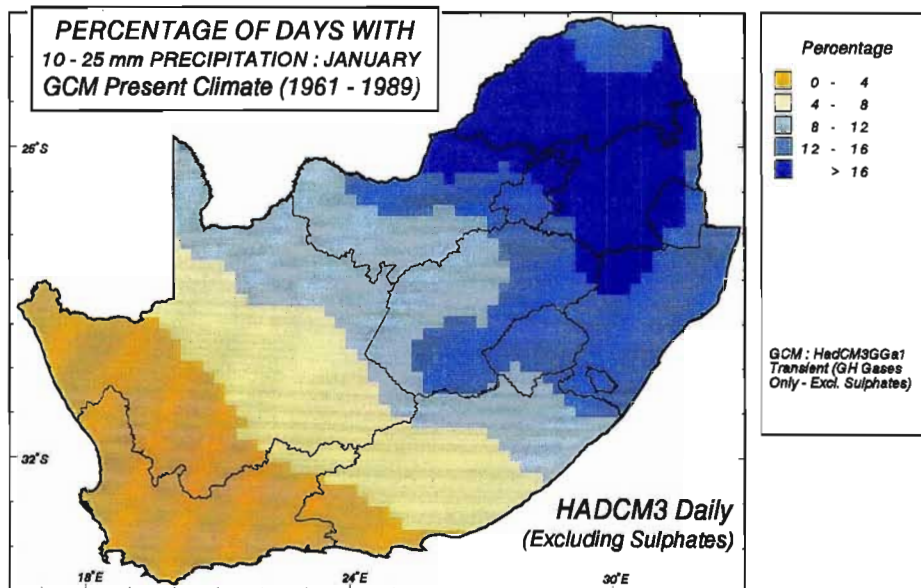 PERCENTAGE OF DAYS WITH
10 - 25 mm PRECIPITATION : JANUARY
GCM Present Climate (1961 - 1989)
Percentage
0 - 4
4 - 8
8 - 12
12 - 16
> 16
GCM : HadCM3GGa1
Transient (GH Gases
Only - Excl. Sulphates)
26°S
32°S
HADCM3 Daily
(Excluding Sulphates)
18°E
24°E
30°E